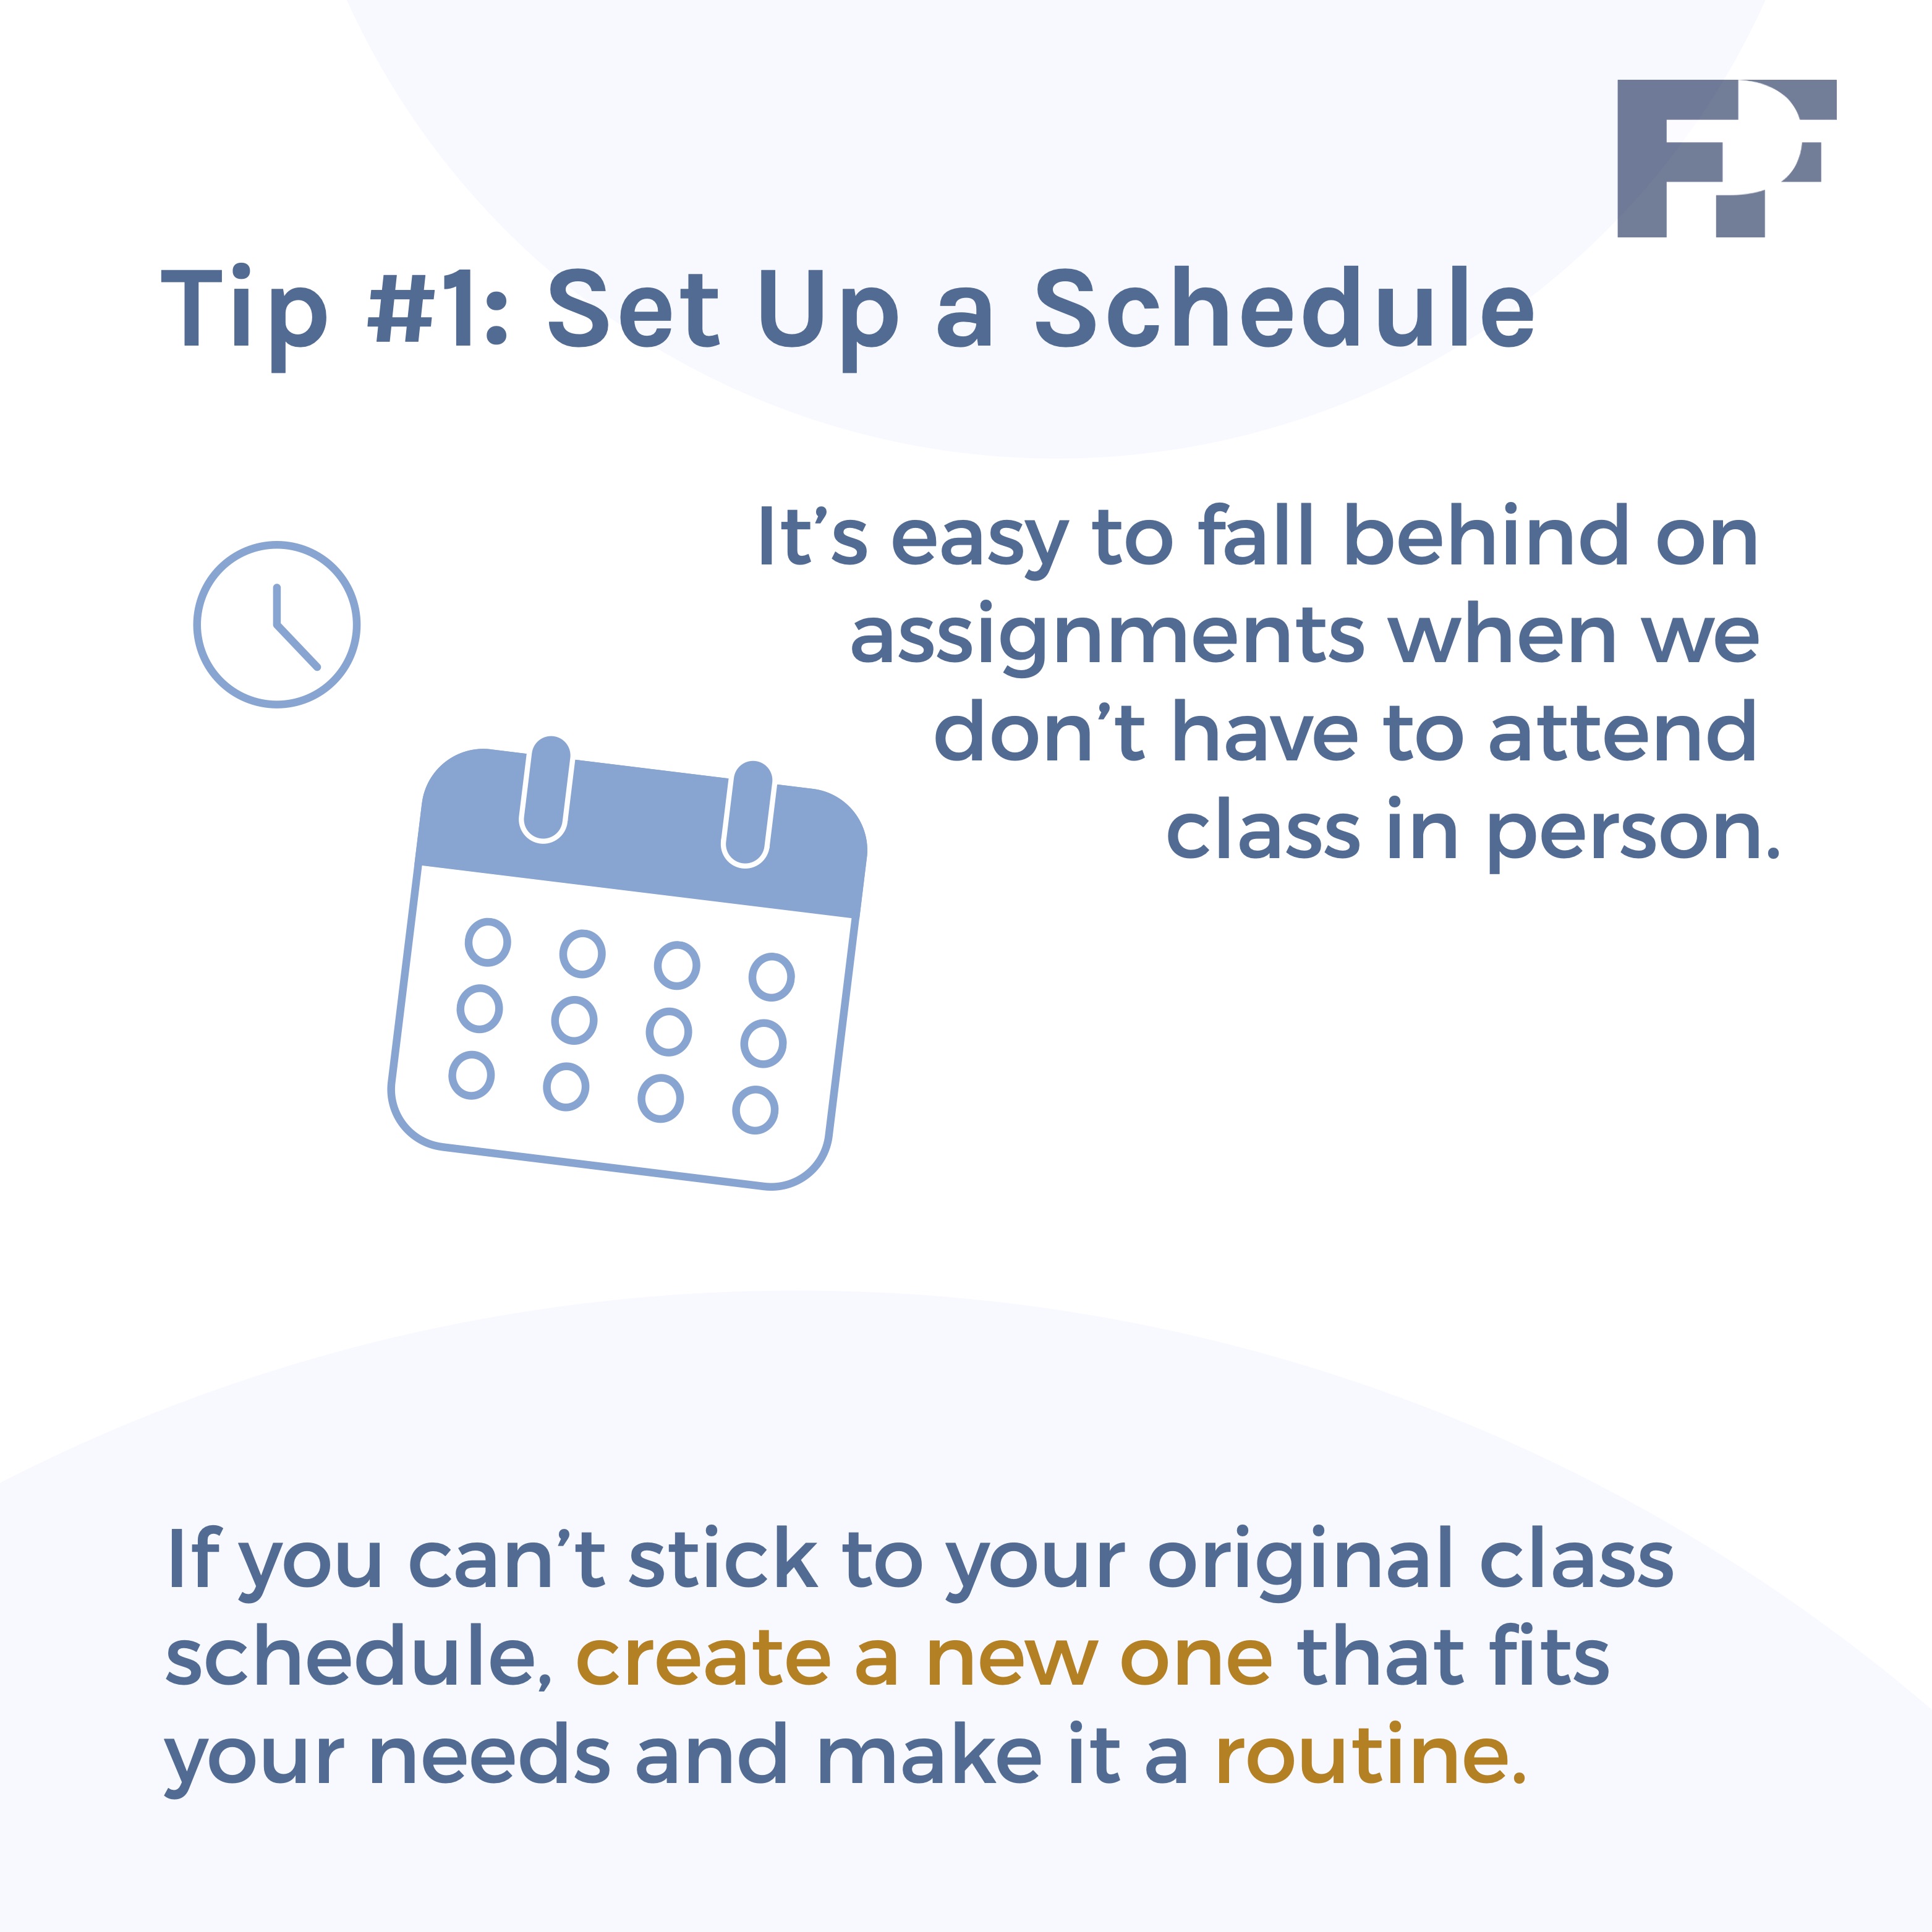 Tip #1: Set Up a Schedule
It's easy to fall behind on
assignments when we
don't have to attend
class in person.
If you can't stick to your original class
schedule, create a new one that fits
your needs and make it a routine.